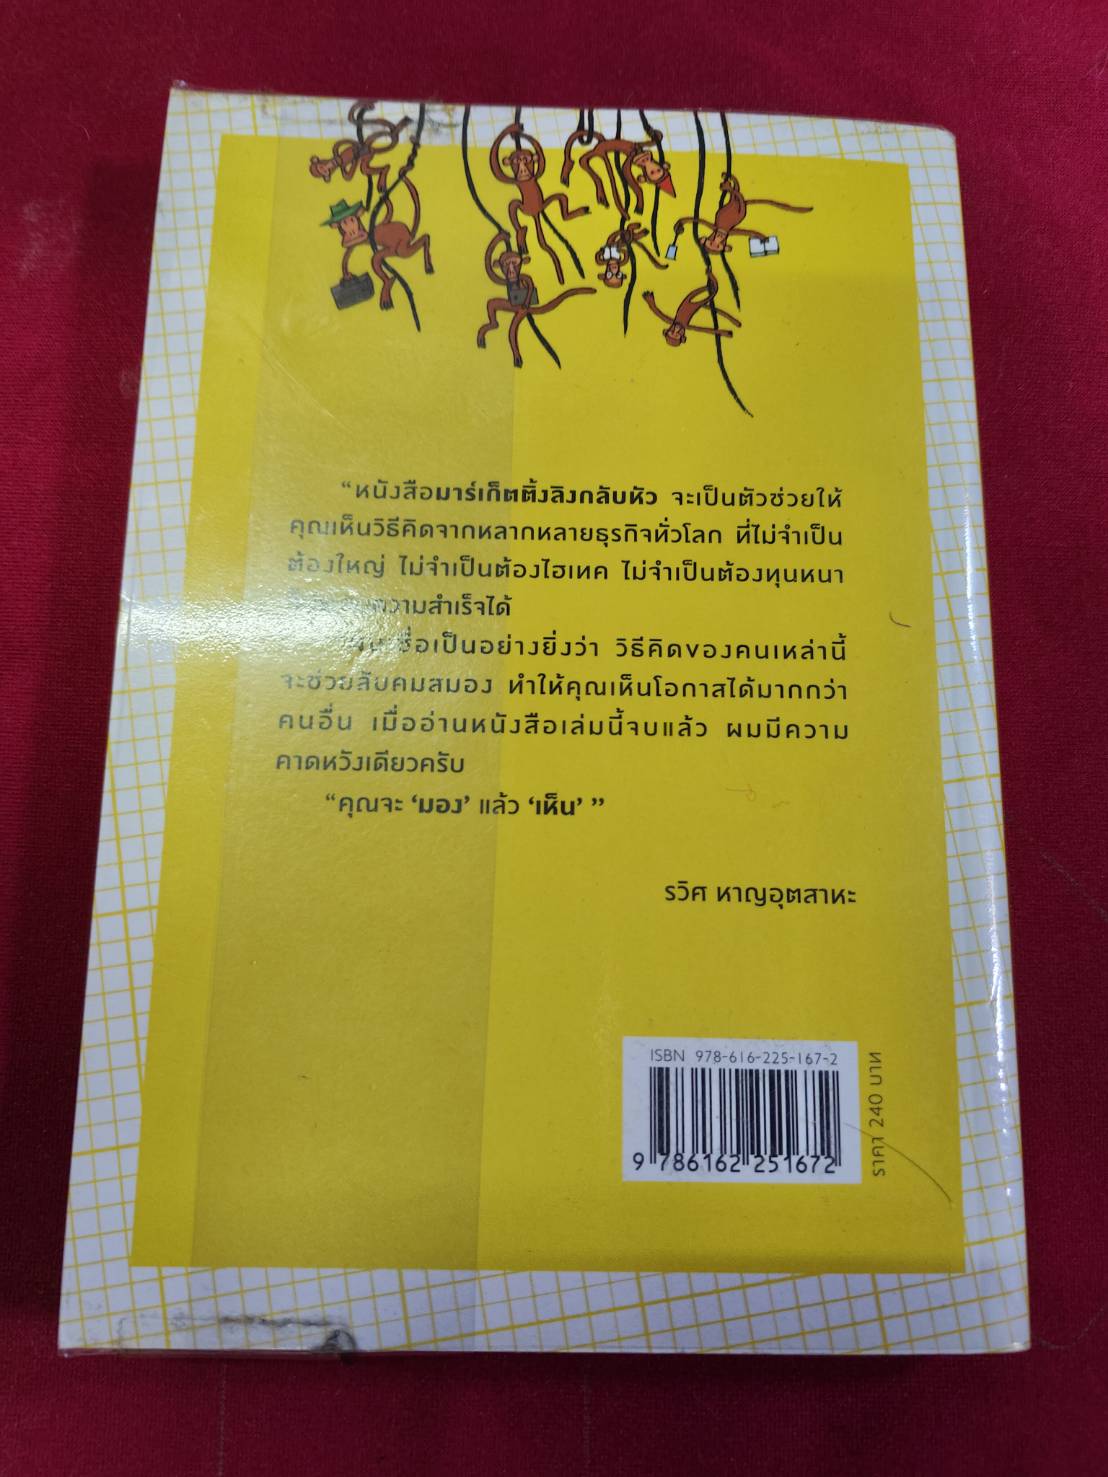 “หนังสือมาร์เก็ตติ้งลิงกลับหัว จะเป็นตัวช่วยให้
คุณเห็นวิธีคิดจากหลากหลายธุรกิจทั่วโลก ที่ไม่จำเป็น
ต้องใหญ่ ไม่จำเป็นต้องไฮเทค ไม่จำเป็นต้องทุนหนา
ความสำเร็จได้
เชื่อเป็นอย่างยิ่งว่า วิธีคิดของคนเหล่านี้
จะช่วยลับคมสมอง ทำให้คุณเห็นโอกาสได้มากกว่า
คนอื่น เมื่ออ่านหนังสือเล่มนี้จบแล้ว ผมมีความ
คาดหวังเดียวครับ
“คุณจะ ‘มอง’ แล้ว ‘เห็น’ ”
รวิศ หาญอุตสาหะ
ISBN 978-616-225-167-2
9 786162 251672
ราคา 240 บาท